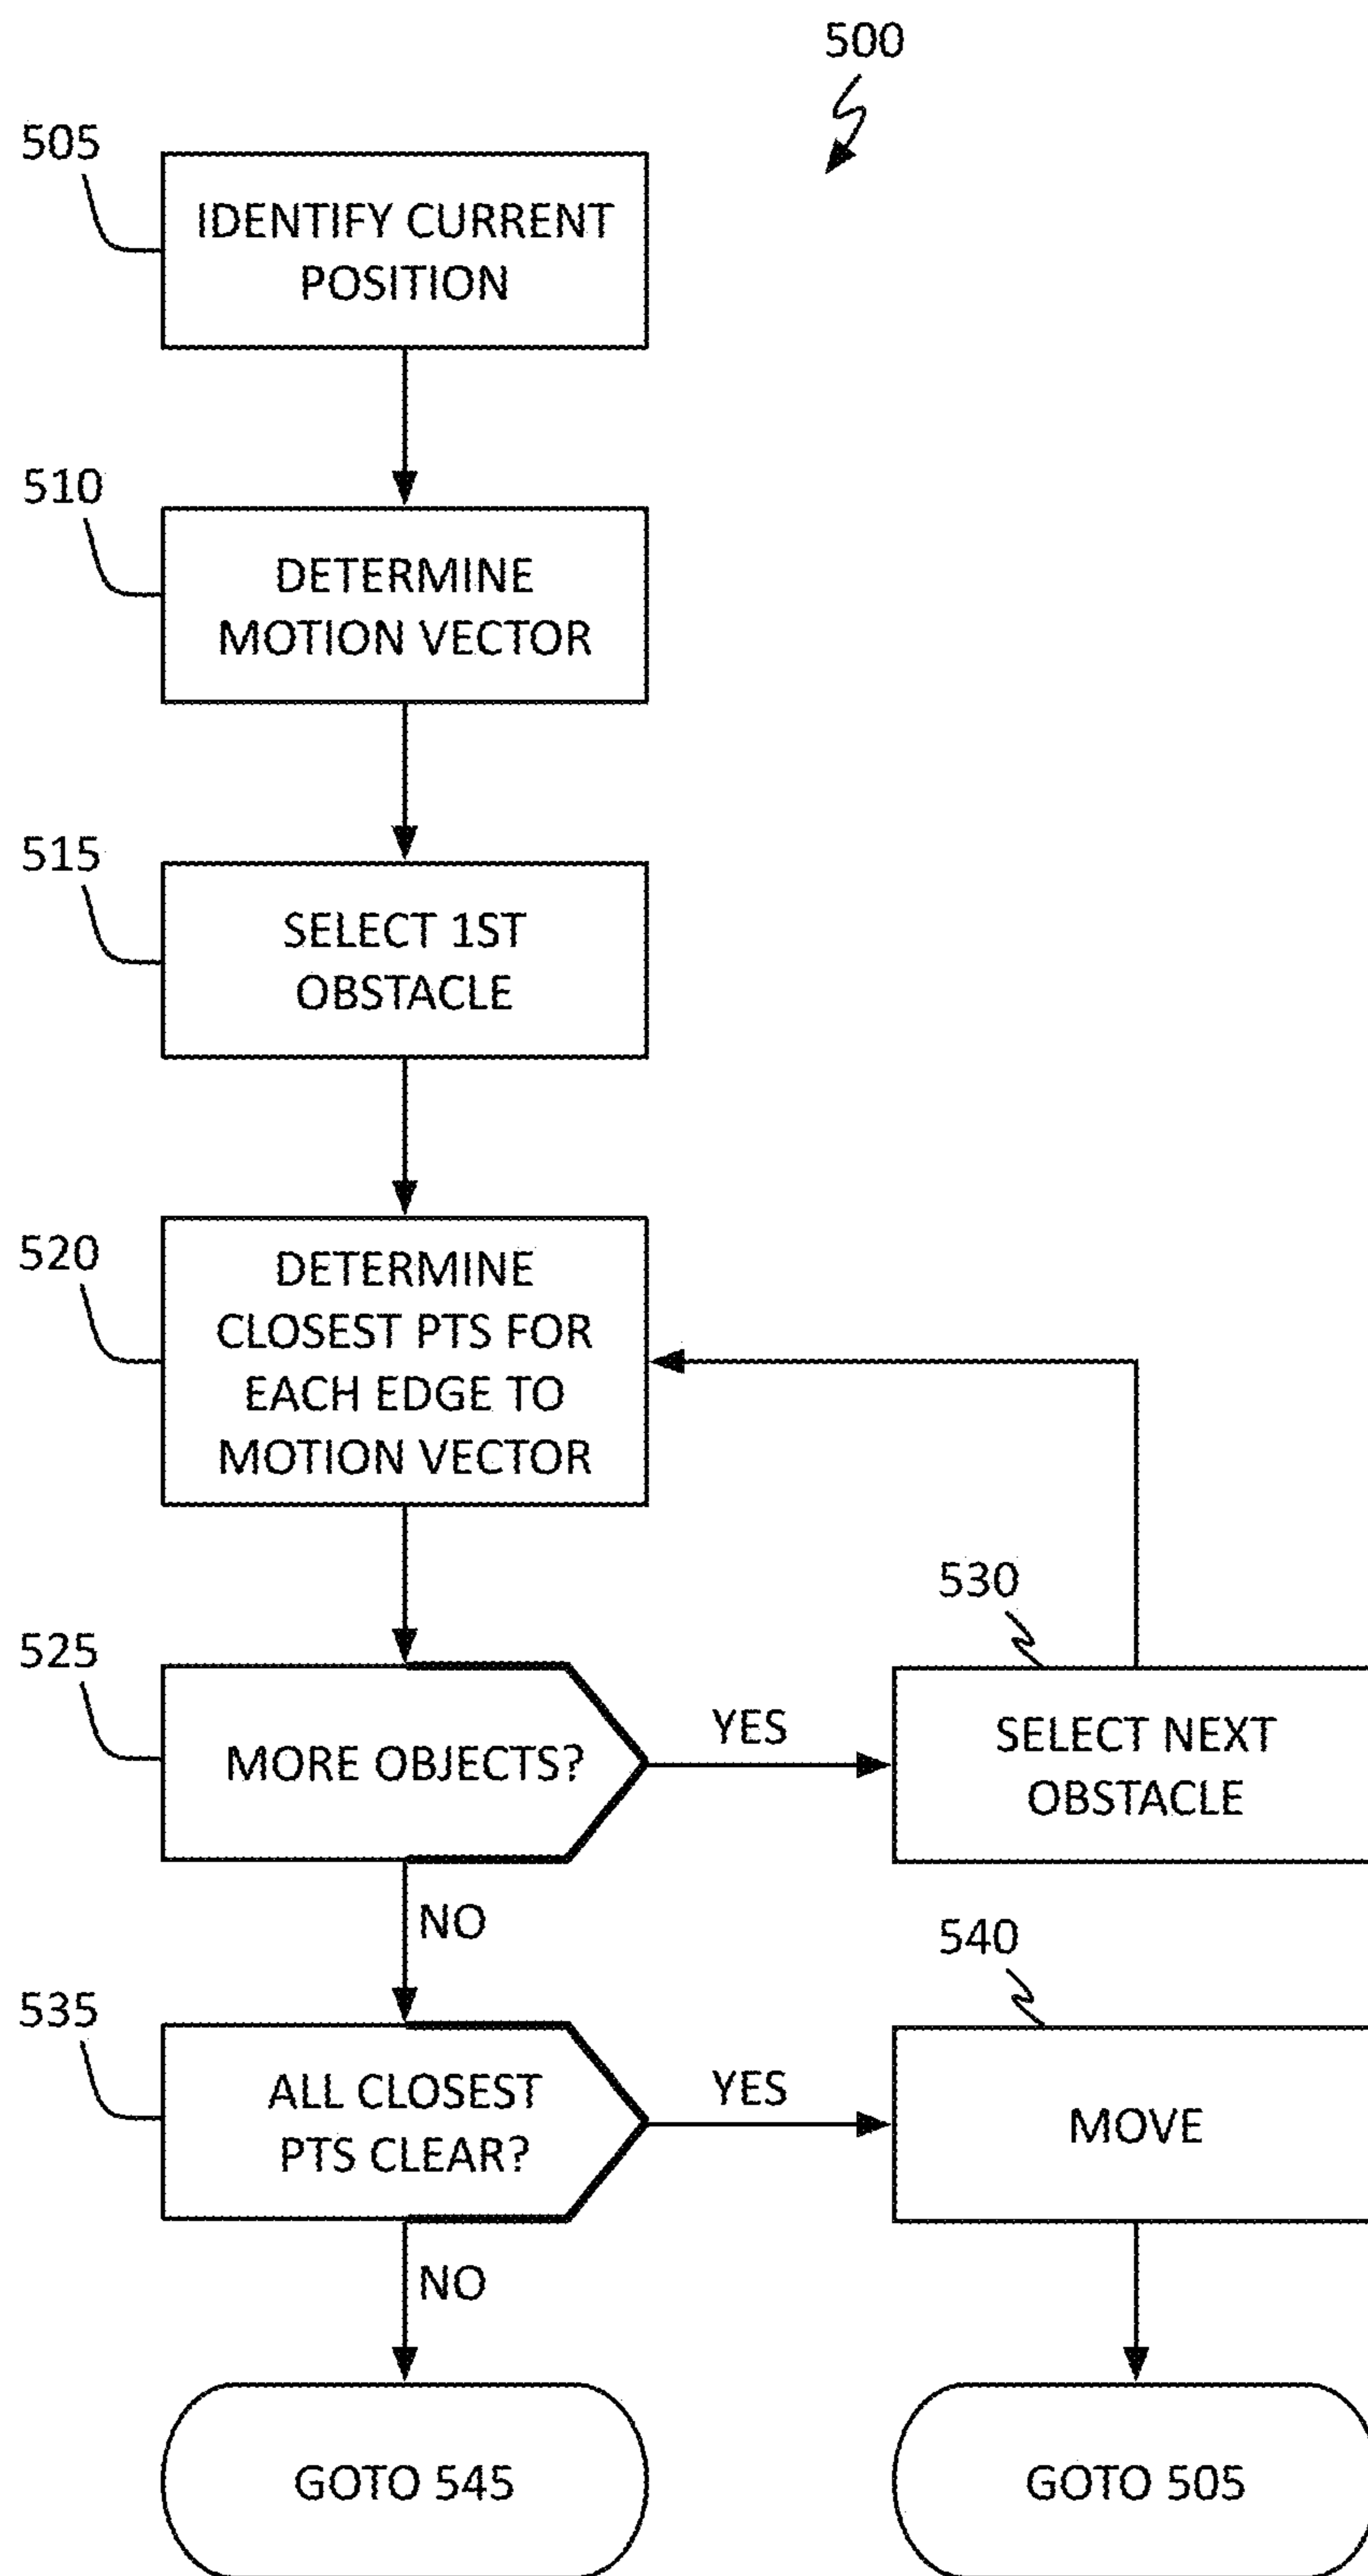 500
505
IDENTIFY CURRENT
POSITION
510
DETERMINE
MOTION VECTOR
515
SELECT 1ST
OBSTACLE
520
DETERMINE
CLOSEST PTS FOR
EACH EDGE TO
MOTION VECTOR
525
MORE OBJECTS?
YES
530
SELECT NEXT
OBSTACLE
NO
535
ALL CLOSEST
PTS CLEAR?
YES
540
MOVE
NO
GOTO 545
GOTO 505